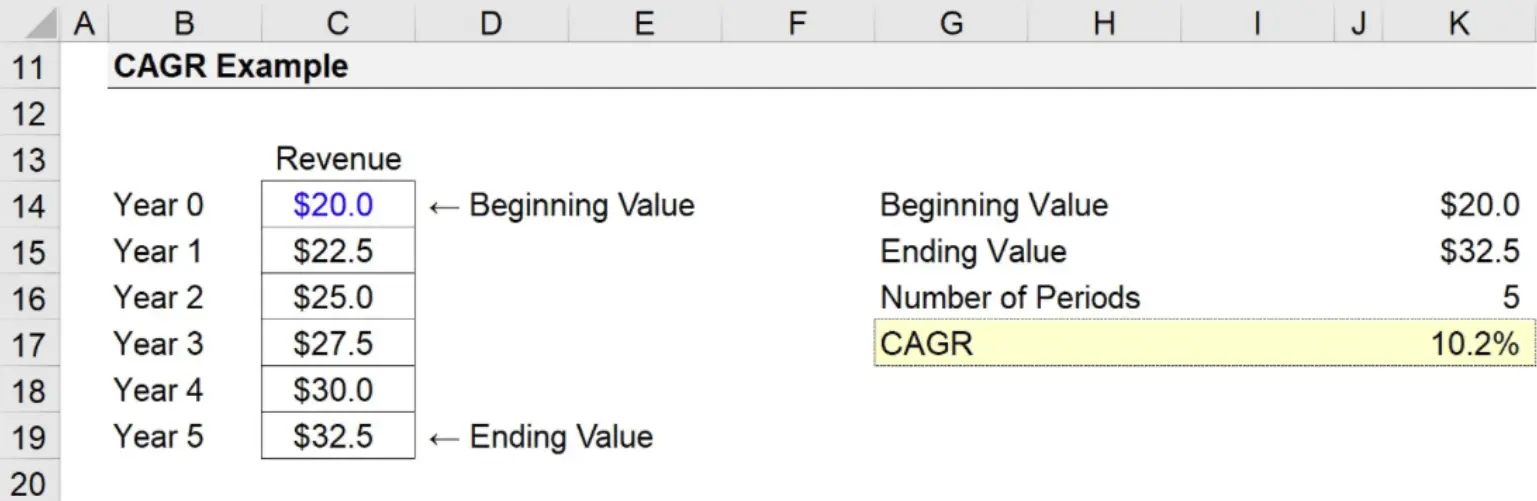 A B C D E F G H I J K
11 CAGR Example
12
13 Revenue
14 Year 0 $20.0 ← Beginning Value Beginning Value $20.0
15 Year 1 $22.5 Ending Value $32.5
16 Year 2 $25.0 Number of Periods 5
17 Year 3 $27.5 CAGR 10.2%
18 Year 4 $30.0
19 Year 5 $32.5 ← Ending Value
20